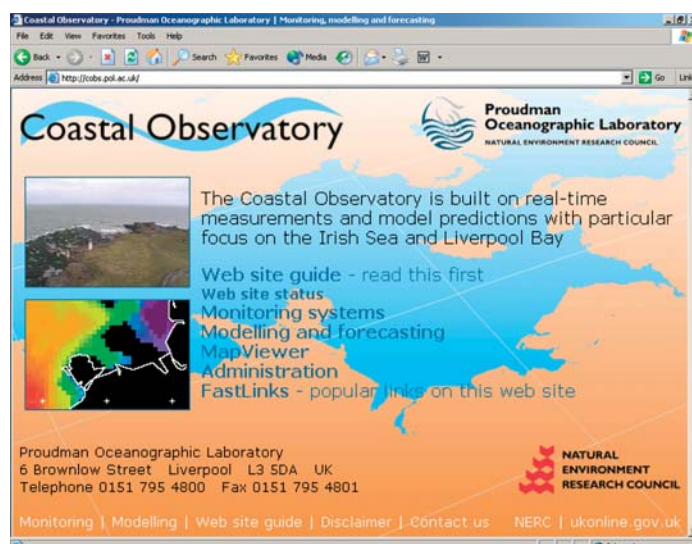 Coastal Observatory - Proudman Oceanographic Laboratory | Monitoring, modelling and forecasting
File Edit View Favorites Tools Help
Back Search Favorites Media
Address http://cobs.pol.ac.uk/ Go
Coastal Observatory
Proudman
Oceanographic Laboratory
NATURAL ENVIRONMENT RESEARCH COUNCIL
The Coastal Observatory is built on real-time
measurements and model predictions with particular
focus on the Irish Sea and Liverpool Bay
Web site guide - read this first
Web site status
Monitoring systems
Modelling and forecasting
MapViewer
Administration
FastLinks - popular links on this web site
Proudman Oceanographic Laboratory
6 Brownlow Street Liverpool L3 5DA UK
Telephone 0151 795 4800 Fax 0151 795 4801
NATURAL
ENVIRONMENT
RESEARCH COUNCIL
Monitoring | Modelling | Web site guide | Disclaimer | Contact us NERC | ukonline.gov.uk